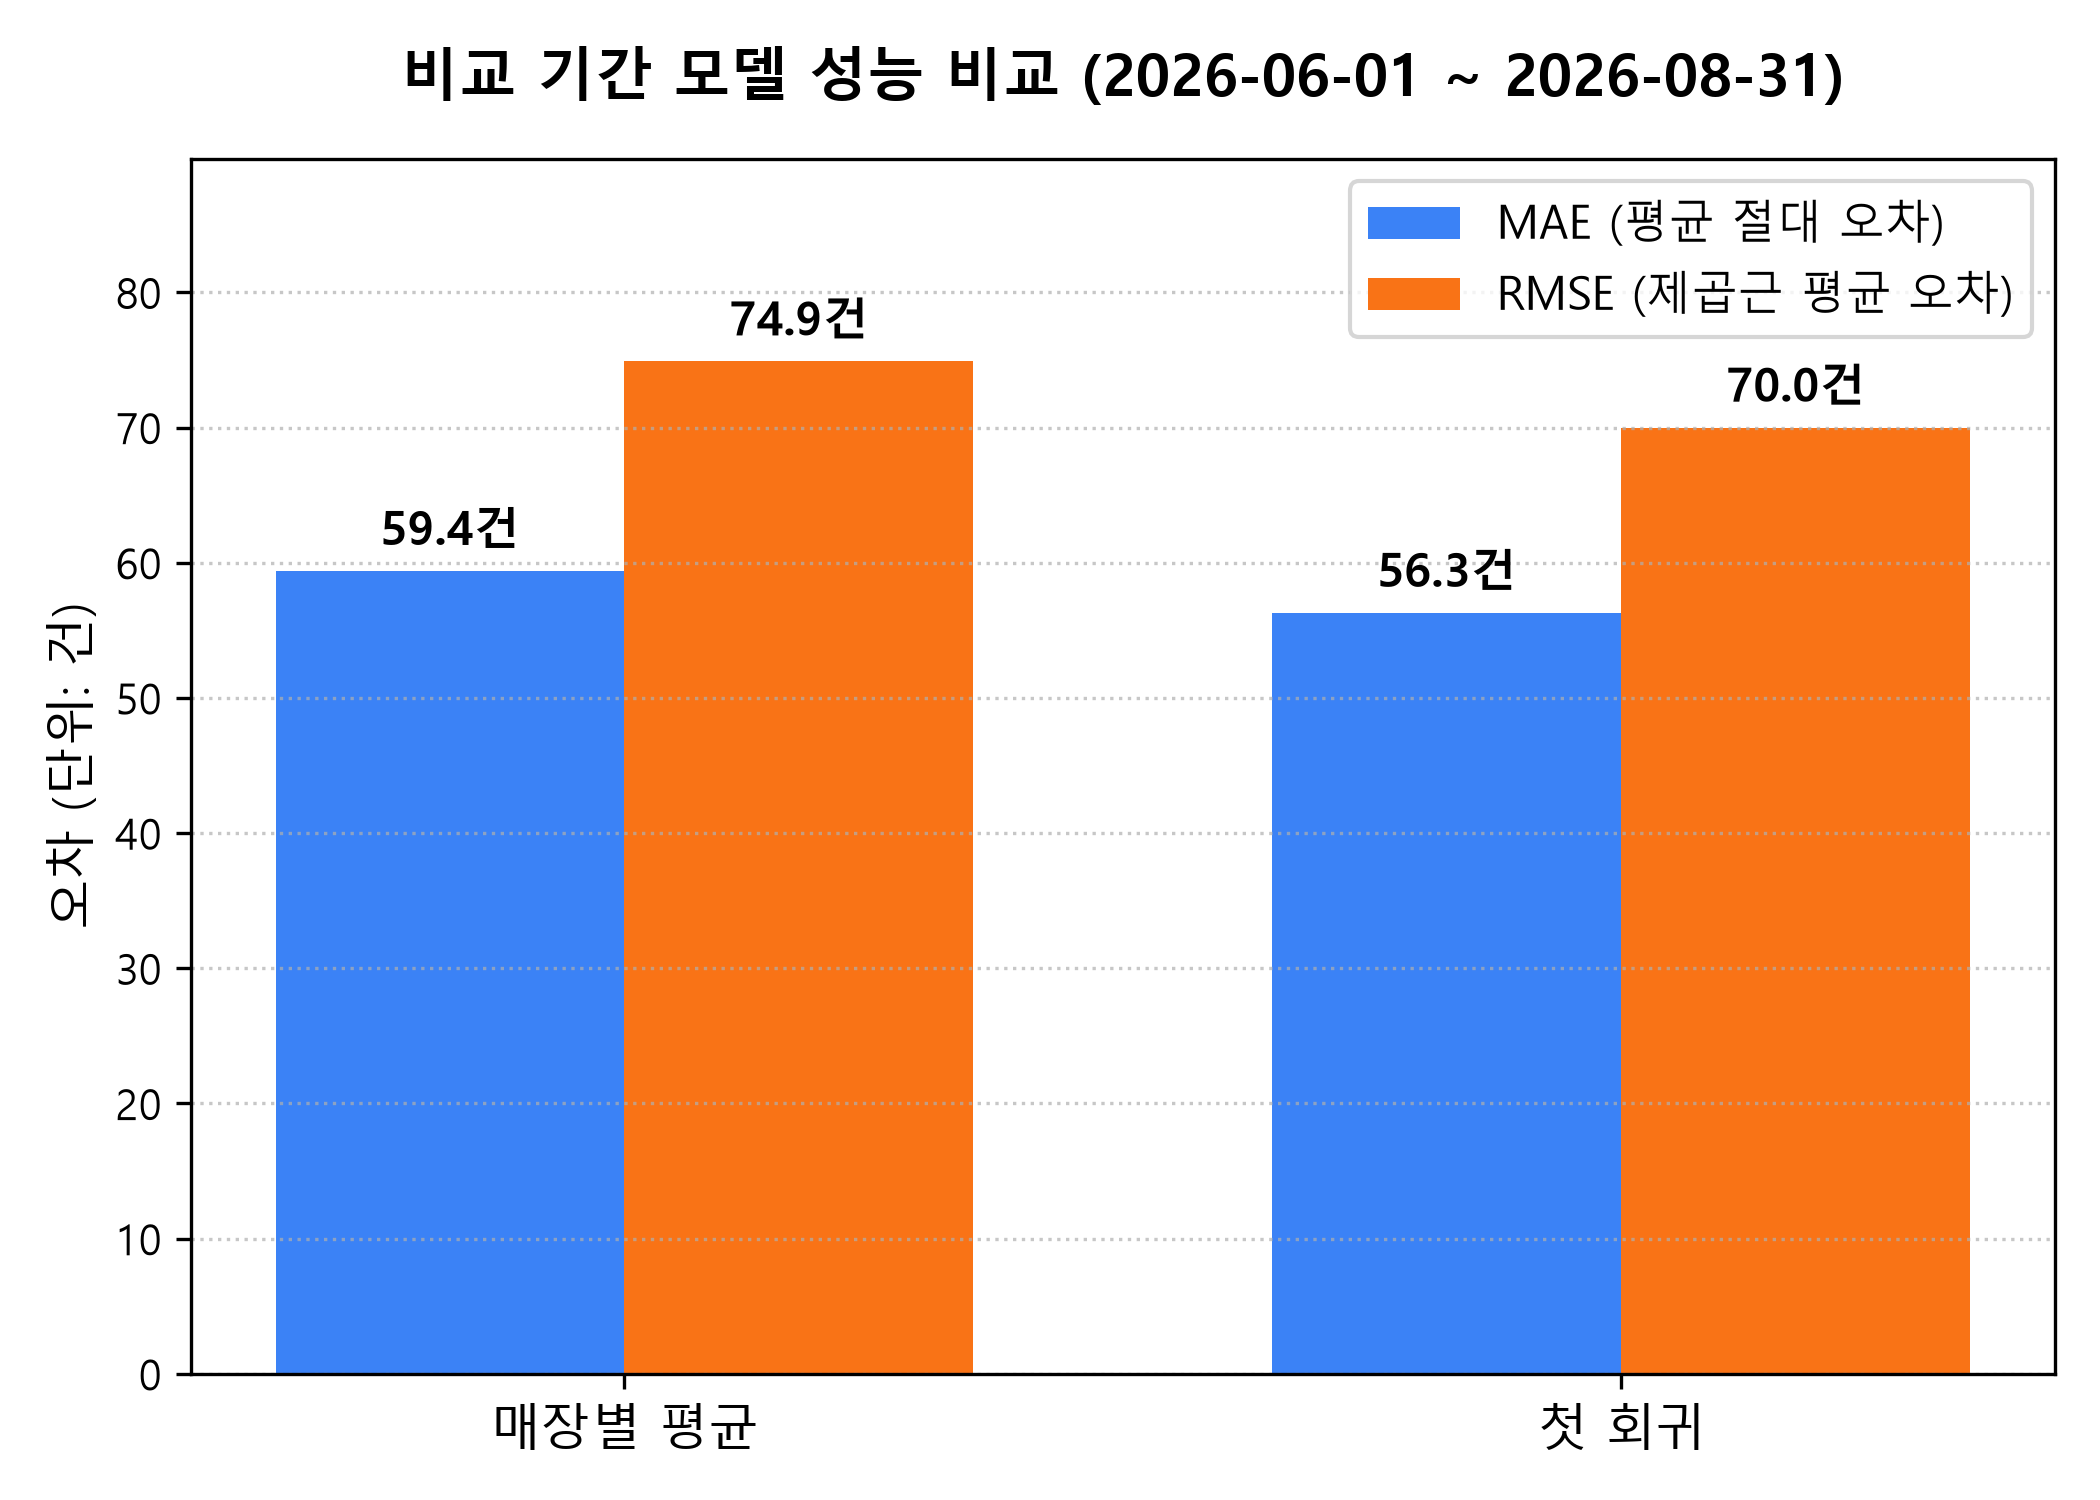 비교 기간 모델 성능 비교 (2026-06-01 ~ 2026-08-31)
MAE (평균 절대 오차)
RMSE (제곱근 평균 오차)
74.9건
70.0건
59.4건
56.3건
오차 (단위: 건)
80
70
60
50
40
30
20
10
0
매장별 평균
첫 회귀